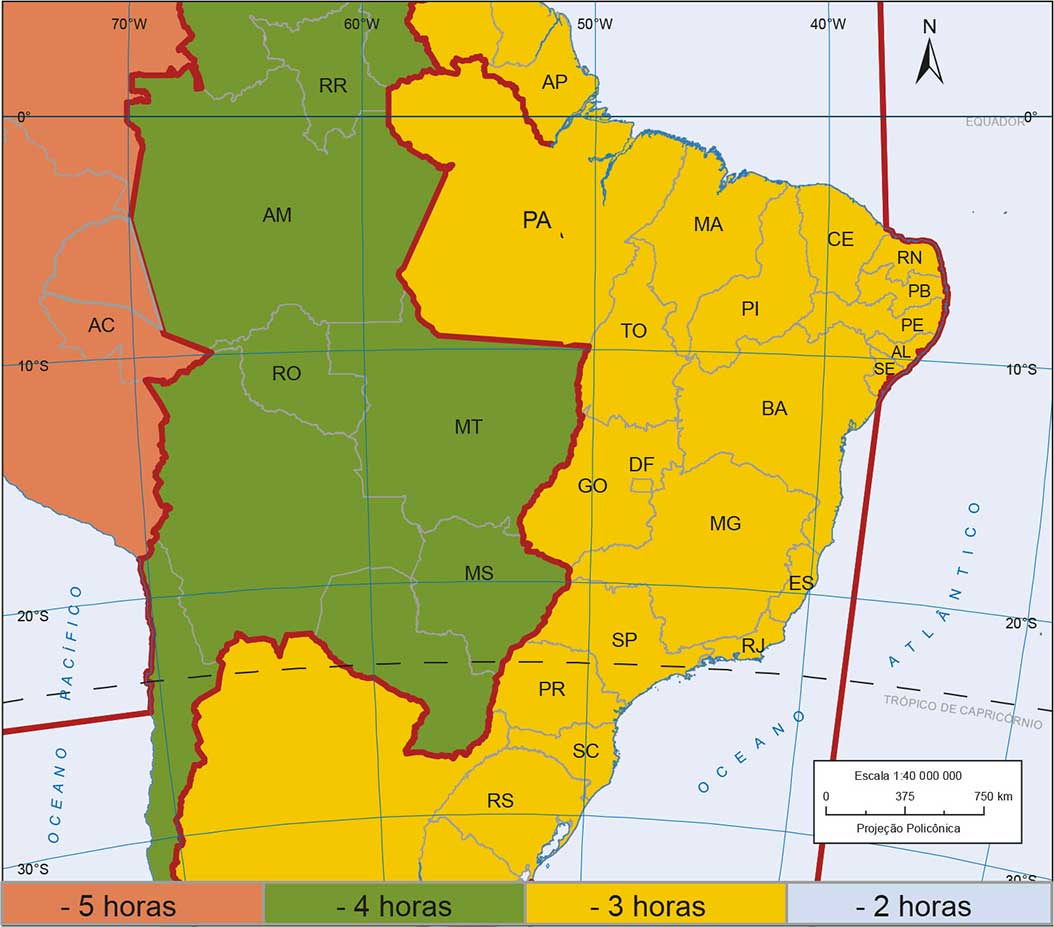 70°W 60°W 50°W 40°W
N
RR
AP
0° EQUADOR 0°
AM
PA
MA
CE
RN
PB
PI
PE
AC
TO
AL
10°S
SE
10°S
RO
BA
MT
DF
GO
MG
MS
ES
20°S
20°S
SP
RJ
PR
TRÓPICO DE CAPRICÓRNIO
SC
RS
OCEANO PACÍFICO
OCEANO ATLÂNTICO
Escala 1:40 000 000
0 375 750 km
Projeção Policônica
30°S
30°S
- 5 horas - 4 horas - 3 horas - 2 horas